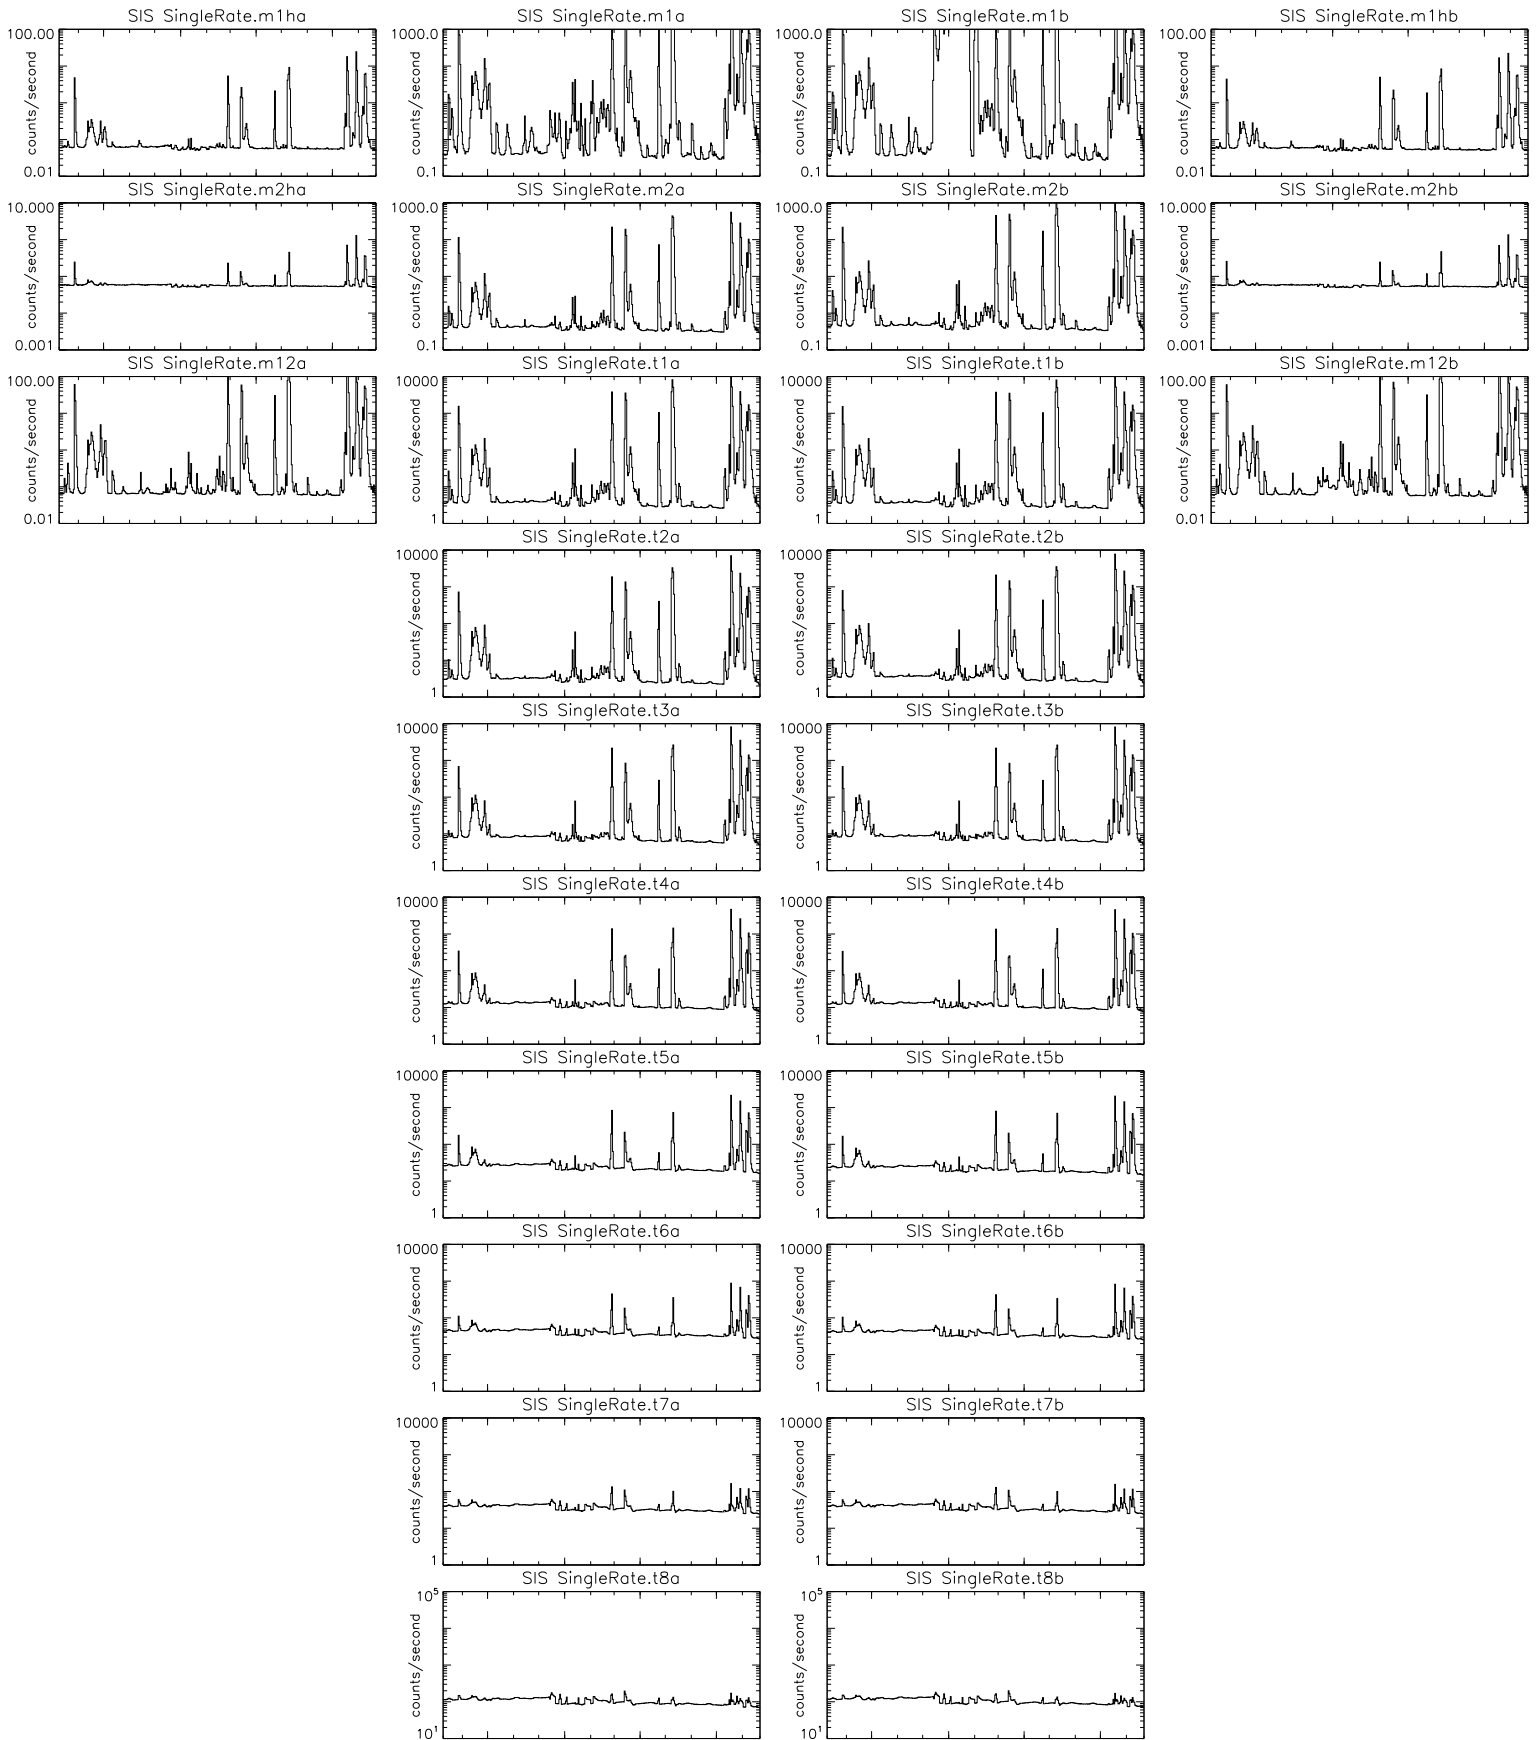 SIS SingleRate.m1ha
100.00
counts/second
0.01
SIS SingleRate.m1a
1000.0
counts/second
0.1
SIS SingleRate.m1b
1000.0
counts/second
0.1
SIS SingleRate.m1hb
100.00
counts/second
0.01
SIS SingleRate.m2ha
10.000
counts/second
0.001
SIS SingleRate.m2a
1000.0
counts/second
0.1
SIS SingleRate.m2b
1000.0
counts/second
0.1
SIS SingleRate.m2hb
10.000
counts/second
0.001
SIS SingleRate.m12a
100.00
counts/second
0.01
SIS SingleRate.t1a
10000
counts/second
1
SIS SingleRate.t1b
10000
counts/second
1
SIS SingleRate.m12b
100.00
counts/second
0.01
SIS SingleRate.t2a
10000
counts/second
1
SIS SingleRate.t2b
10000
counts/second
1
SIS SingleRate.t3a
10000
counts/second
1
SIS SingleRate.t3b
10000
counts/second
1
SIS SingleRate.t4a
10000
counts/second
1
SIS SingleRate.t4b
10000
counts/second
1
SIS SingleRate.t5a
10000
counts/second
1
SIS SingleRate.t5b
10000
counts/second
1
SIS SingleRate.t6a
10000
counts/second
1
SIS SingleRate.t6b
10000
counts/second
1
SIS SingleRate.t7a
10000
counts/second
1
SIS SingleRate.t7b
10000
counts/second
1
SIS SingleRate.t8a
10⁵
counts/second
10¹
SIS SingleRate.t8b
10⁵
counts/second
10¹